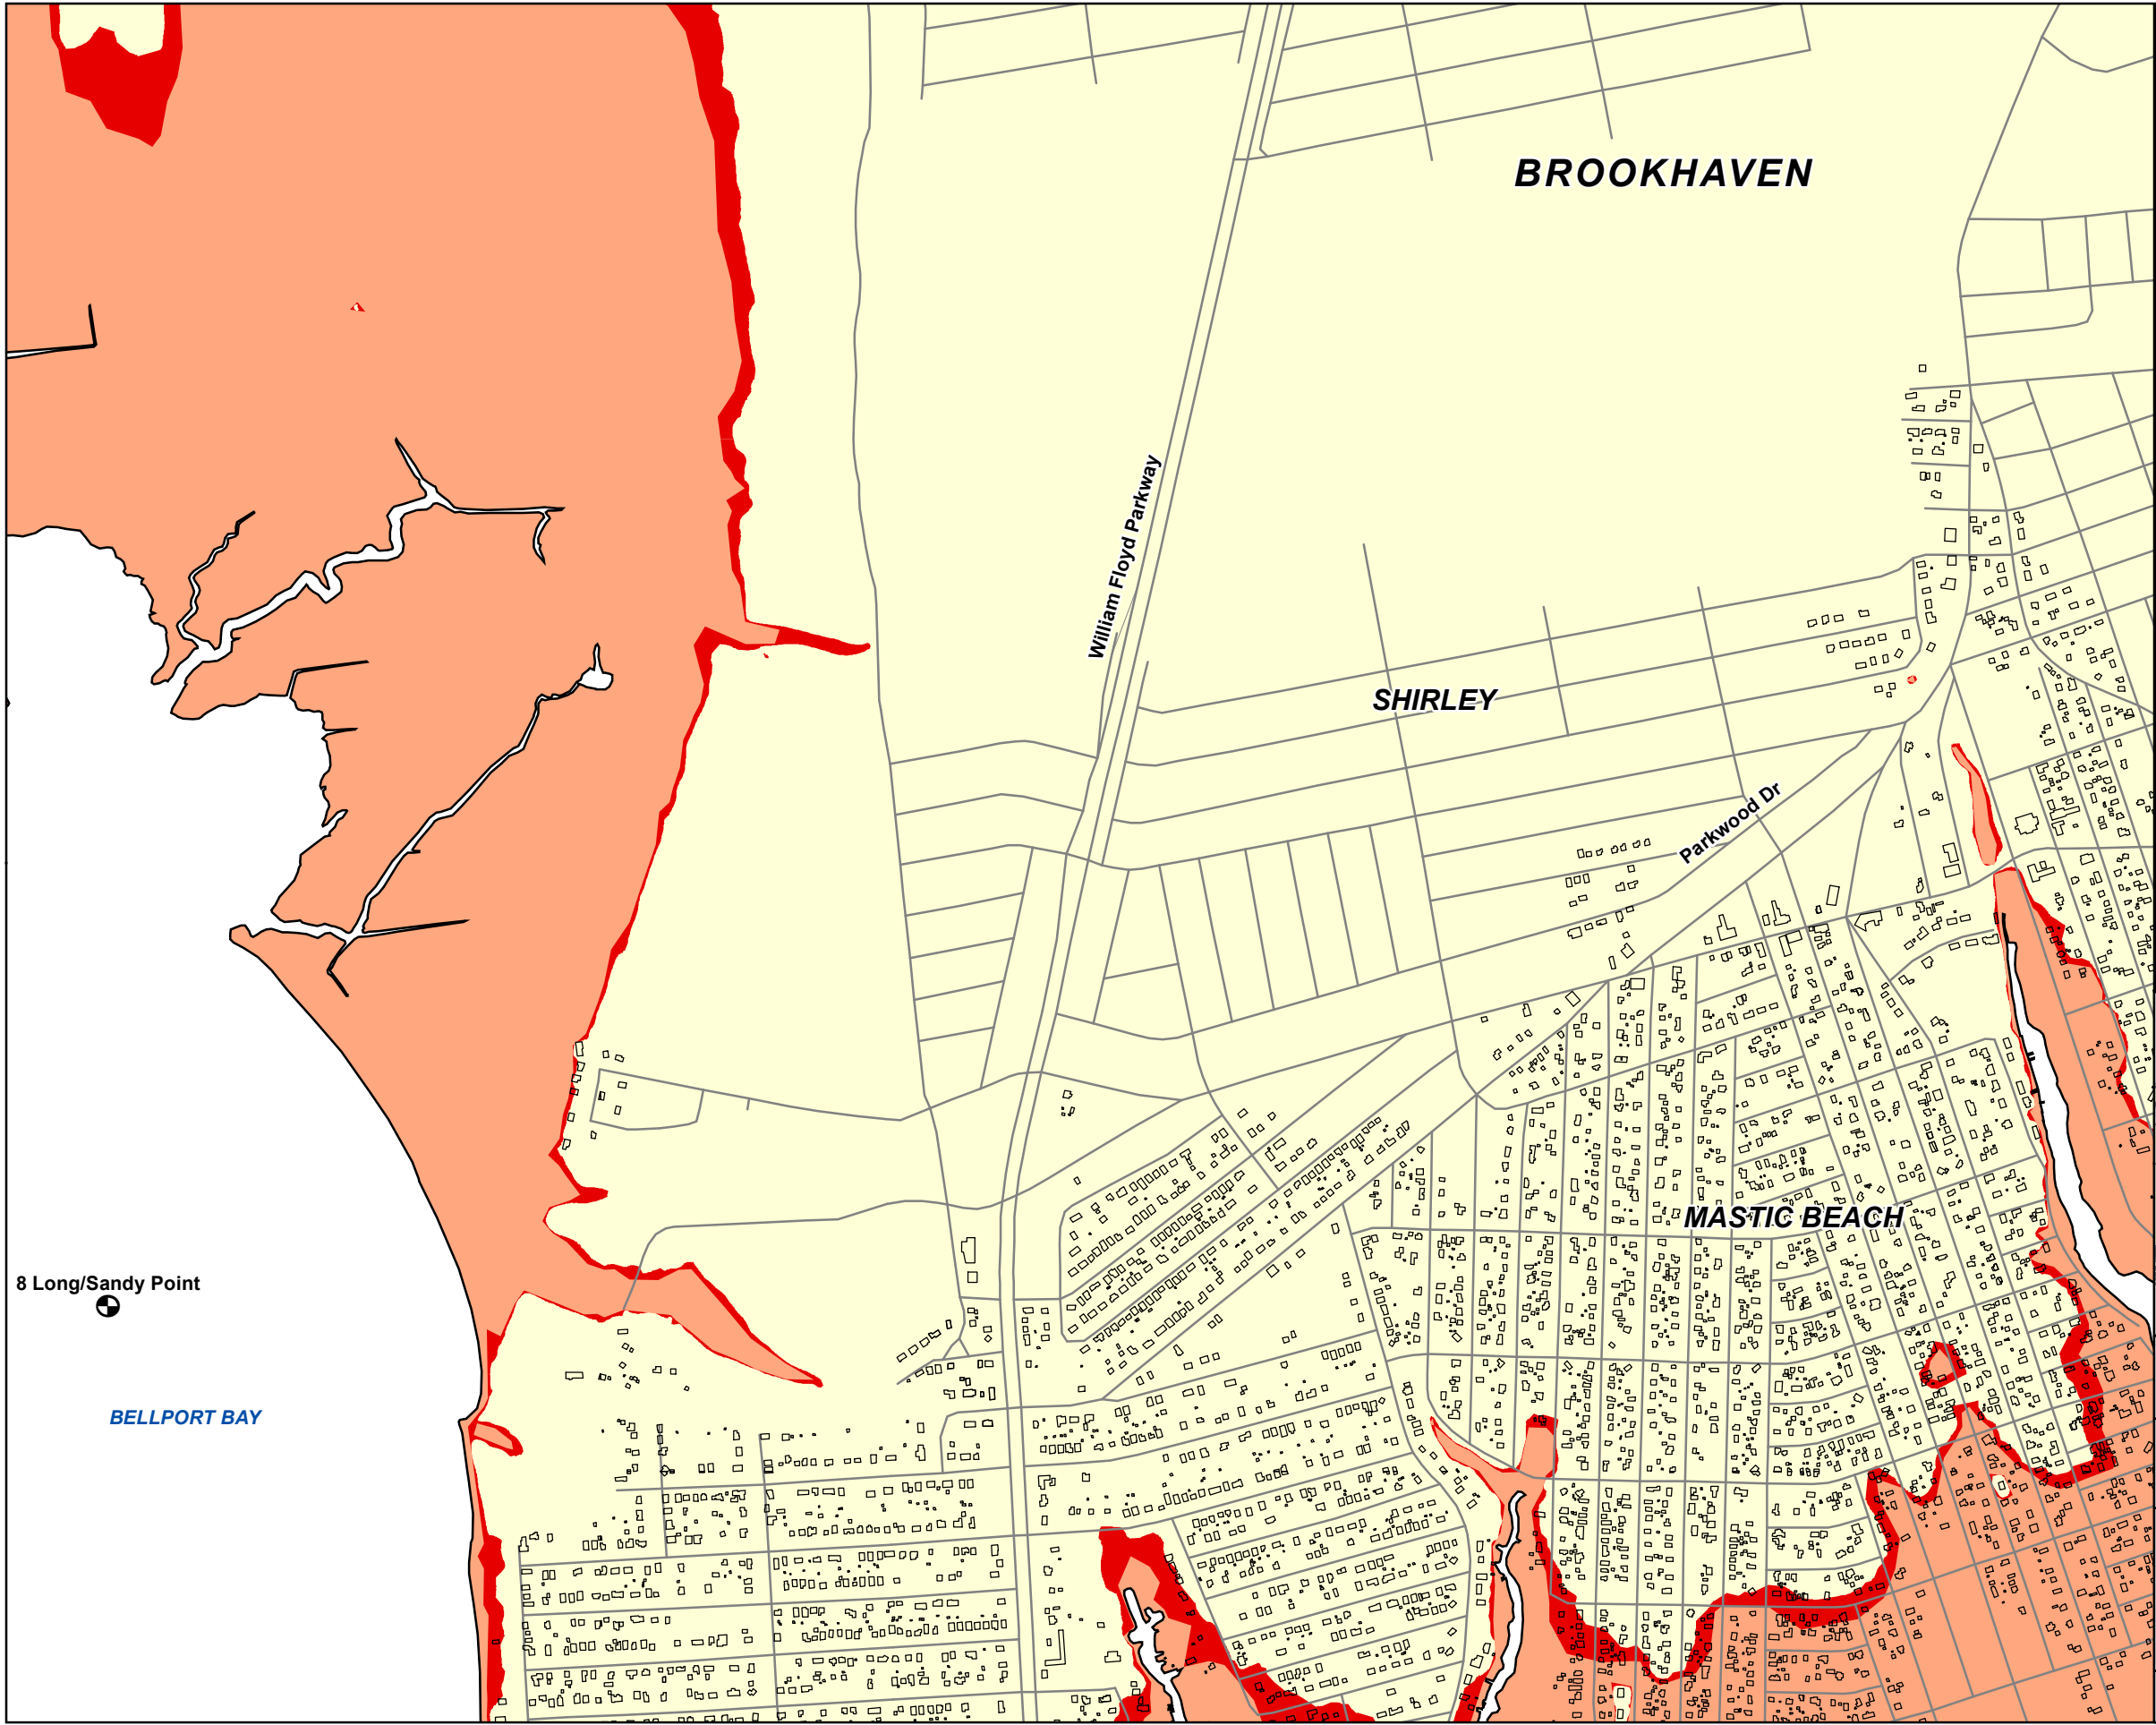 BROOKHAVEN
William Floyd Parkway
SHIRLEY
Parkwood Dr
MASTIC BEACH
8 Long/Sandy Point
BELLPORT BAY